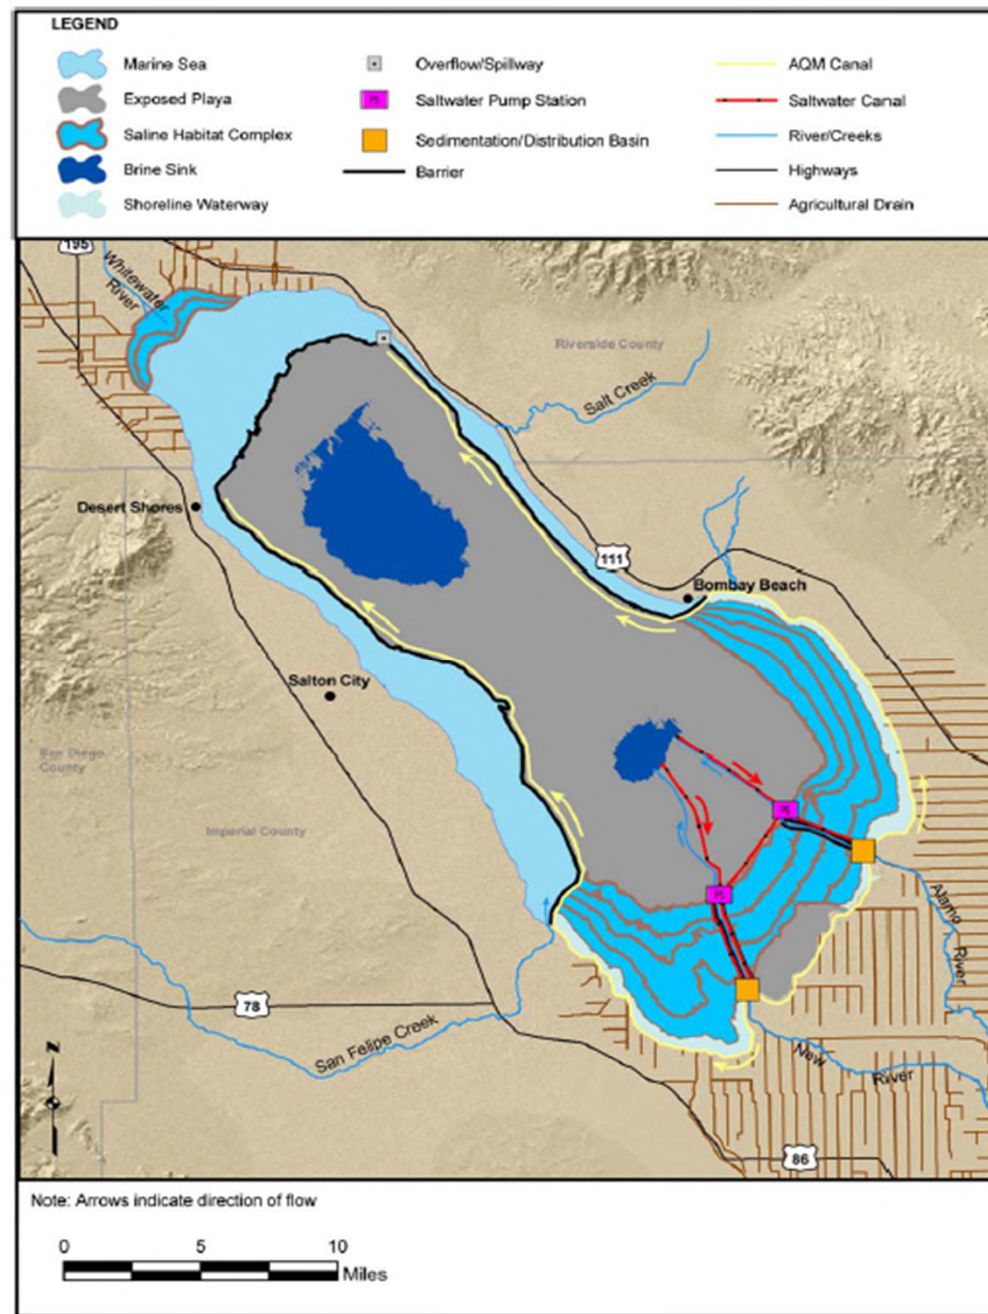 LEGEND
Marine Sea
Exposed Playa
Saline Habitat Complex
Brine Sink
Shoreline Waterway
Overflow/Spillway
PS
Saltwater Pump Station
Sedimentation/Distribution Basin
Barrier
AQM Canal
Saltwater Canal
River/Creeks
Highways
Agricultural Drain
195
Whitewater
River
Riverside County
Salt Creek
Desert Shores
111
Bombay Beach
Salton City
San Diego
County
Imperial County
PS
PS
Alamo
River
78
San Felipe Creek
New
River
N
86
Note: Arrows indicate direction of flow
0 5 10
Miles